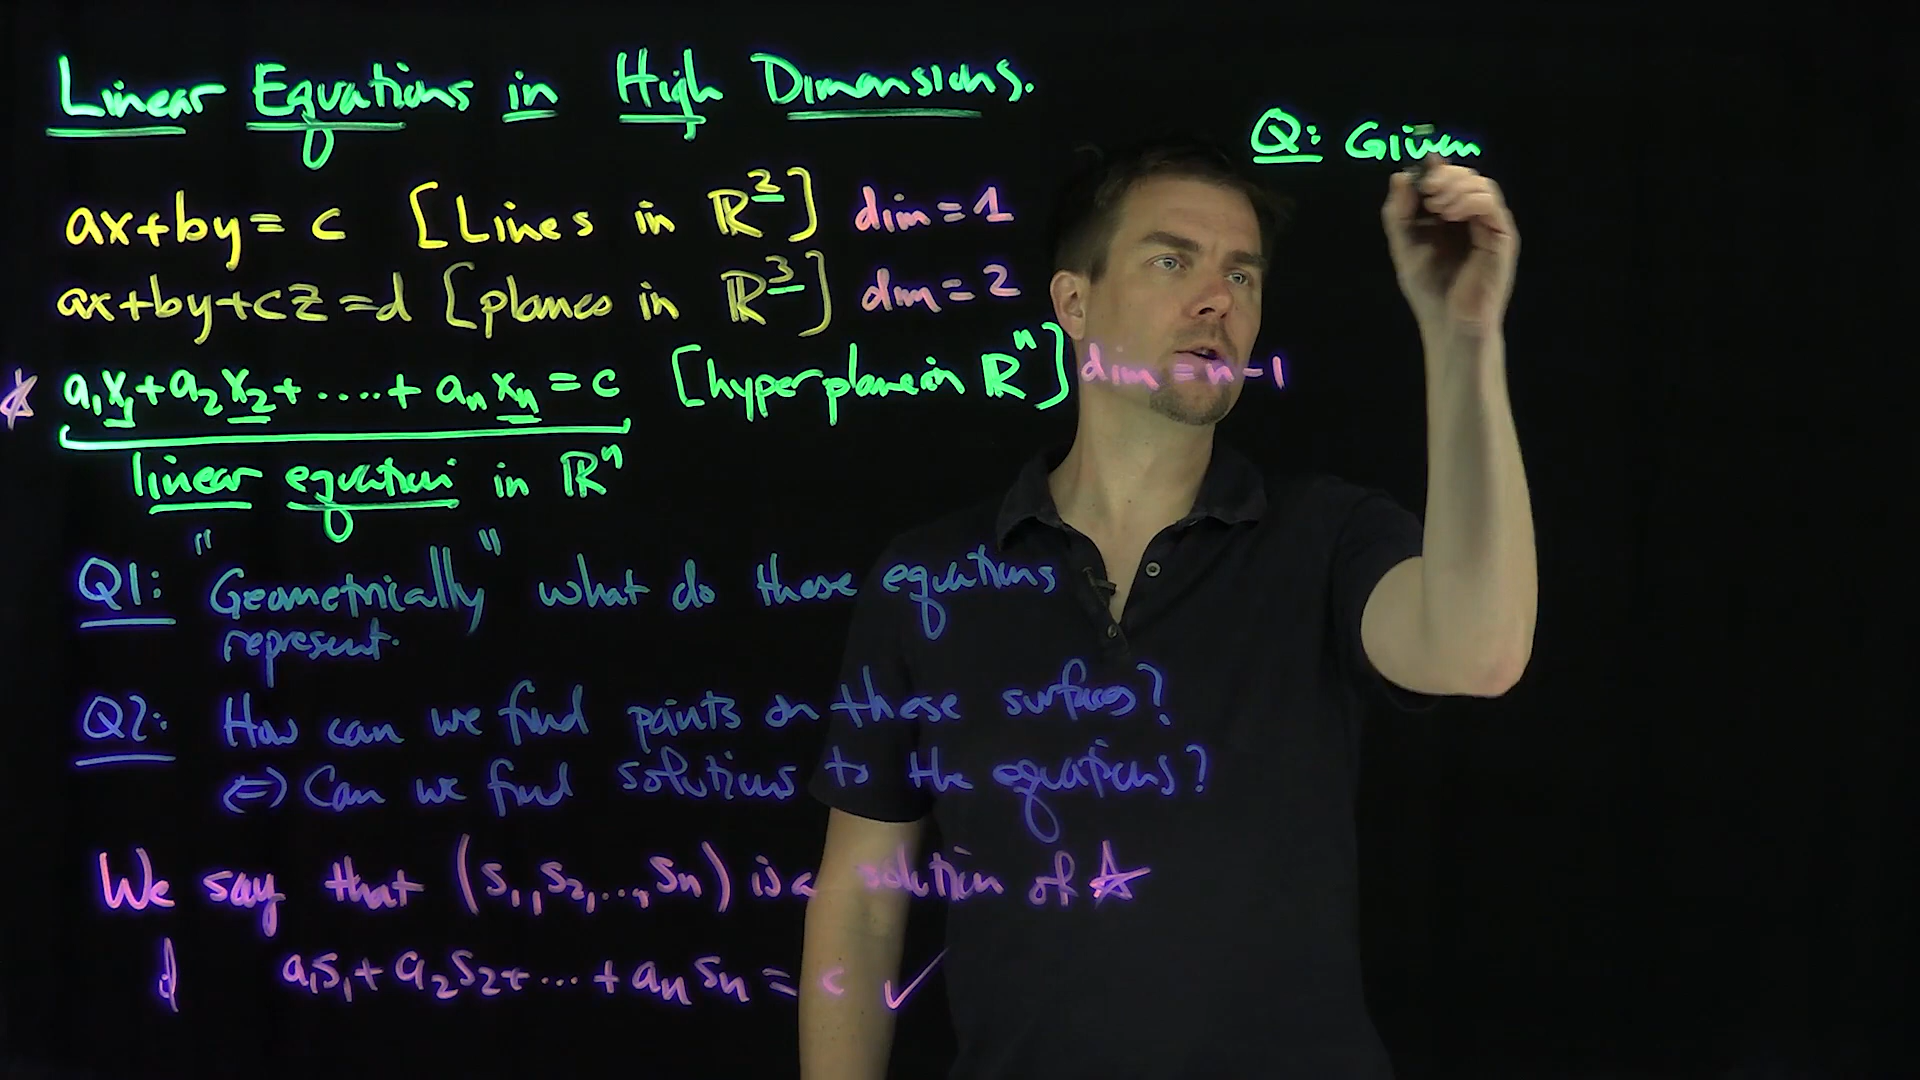 Linear Equations in High Dimensions.
ax+by = c [Lines in ℝ²] dim = 1
ax+by+cz = d [planes in ℝ³] dim = 2
☆ a₁x₁+a₂x₂+.....+ aₙxₙ = c [hyperplane in ℝⁿ] dim = n-1
linear equation in ℝⁿ
Q1: "Geometrically" what do these equations
represent.
Q2: How can we find points on these surfaces?
⇔ Can we find solutions to the equations?
We say that (s₁,s₂,...,sₙ) is a solution of ☆
if a₁s₁+a₂s₂+...+aₙsₙ = c ✓
Q: Given